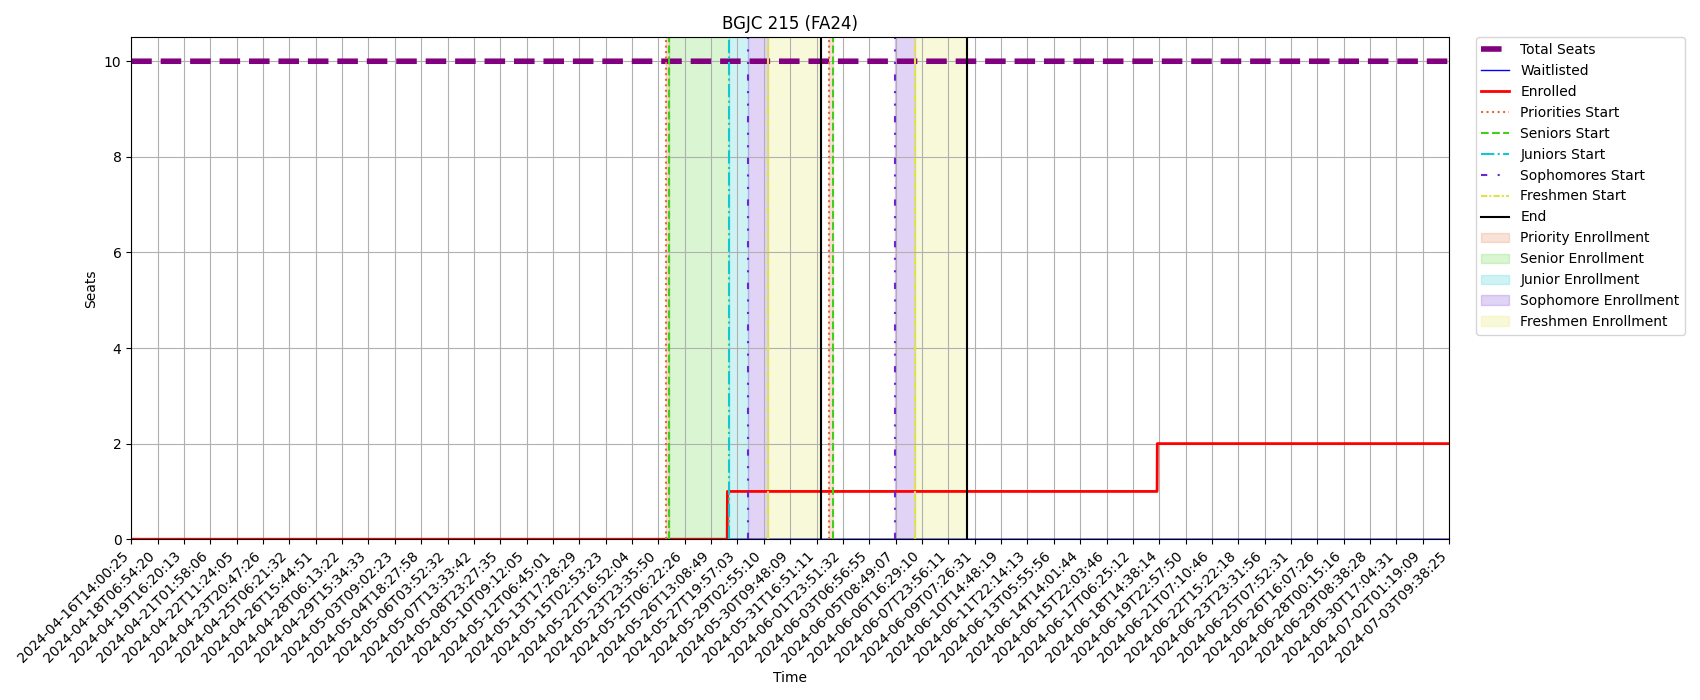 BGJC 215 (FA24)
10
8
6
4
2
0
Seats
2024-04-16T14:00:25
2024-04-18T06:54:20
2024-04-19T16:20:13
2024-04-21T01:58:06
2024-04-22T11:24:05
2024-04-23T20:47:26
2024-04-25T06:21:32
2024-04-26T15:44:51
2024-04-28T06:13:22
2024-04-29T15:34:33
2024-05-03T09:02:23
2024-05-04T18:27:58
2024-05-06T03:52:32
2024-05-07T13:33:42
2024-05-08T23:27:35
2024-05-10T09:12:05
2024-05-12T06:45:01
2024-05-13T17:28:29
2024-05-15T02:53:23
2024-05-22T16:52:04
2024-05-23T23:35:50
2024-05-25T06:22:26
2024-05-26T13:08:49
2024-05-27T19:57:03
2024-05-29T02:55:10
2024-05-30T09:48:09
2024-05-31T16:51:11
2024-06-01T23:51:32
2024-06-03T06:56:55
2024-06-05T08:49:07
2024-06-06T16:29:10
2024-06-07T23:56:11
2024-06-09T07:26:31
2024-06-10T14:48:19
2024-06-11T22:14:13
2024-06-13T05:55:56
2024-06-14T14:01:44
2024-06-15T22:03:46
2024-06-17T06:25:12
2024-06-18T14:38:14
2024-06-19T22:57:50
2024-06-21T07:10:46
2024-06-22T15:22:18
2024-06-23T23:31:56
2024-06-25T07:52:31
2024-06-26T16:07:26
2024-06-28T00:15:16
2024-06-29T08:38:28
2024-06-30T17:04:31
2024-07-02T01:19:09
2024-07-03T09:38:25
Time
Total Seats
Waitlisted
Enrolled
Priorities Start
Seniors Start
Juniors Start
Sophomores Start
Freshmen Start
End
Priority Enrollment
Senior Enrollment
Junior Enrollment
Sophomore Enrollment
Freshmen Enrollment